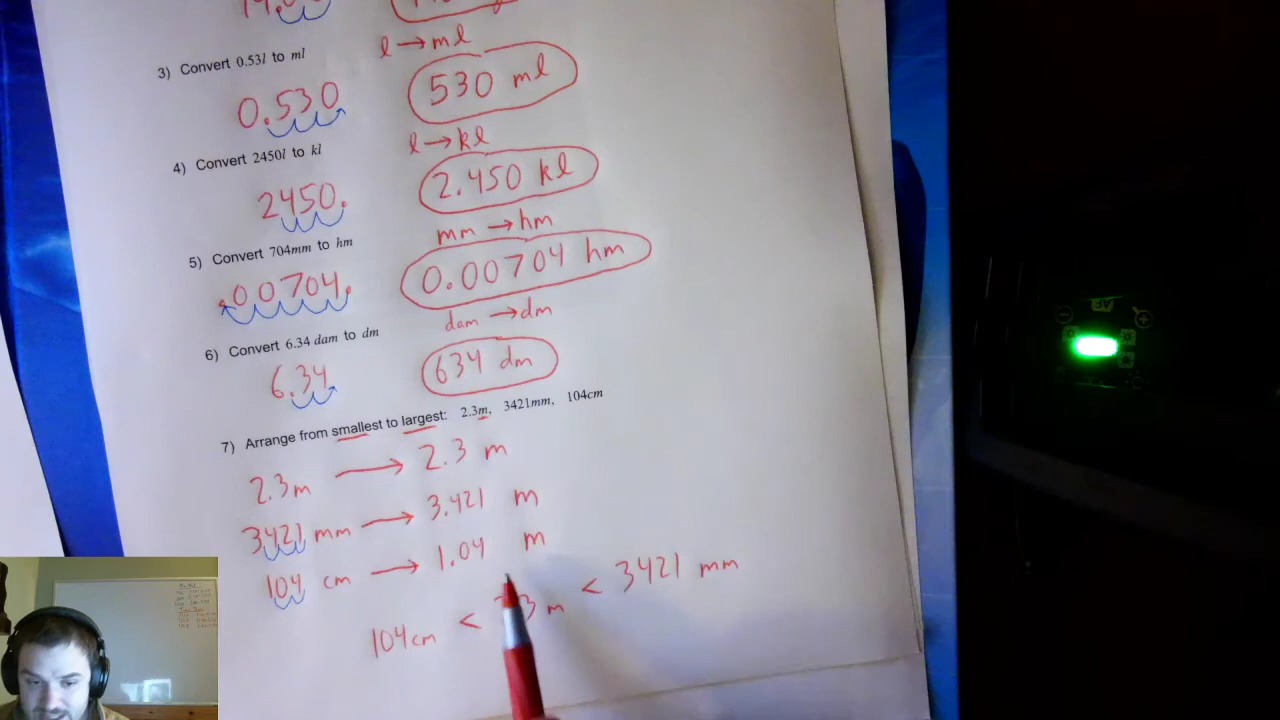 3) Convert 0.53l to ml
l → ml
0.530
530 ml
4) Convert 2450l to kl
l → kl
2450.
2.450 kl
5) Convert 704mm to hm
mm → hm
.00704.
0.00704 hm
6) Convert 6.34 dam to dm
dam → dm
6.34
634 dm
7) Arrange from smallest to largest: 2.3m, 3421mm, 104cm
2.3m → 2.3 m
3421 mm → 3.421 m
104 cm → 1.04 m
104cm < 3 m < 3421 mm
AF